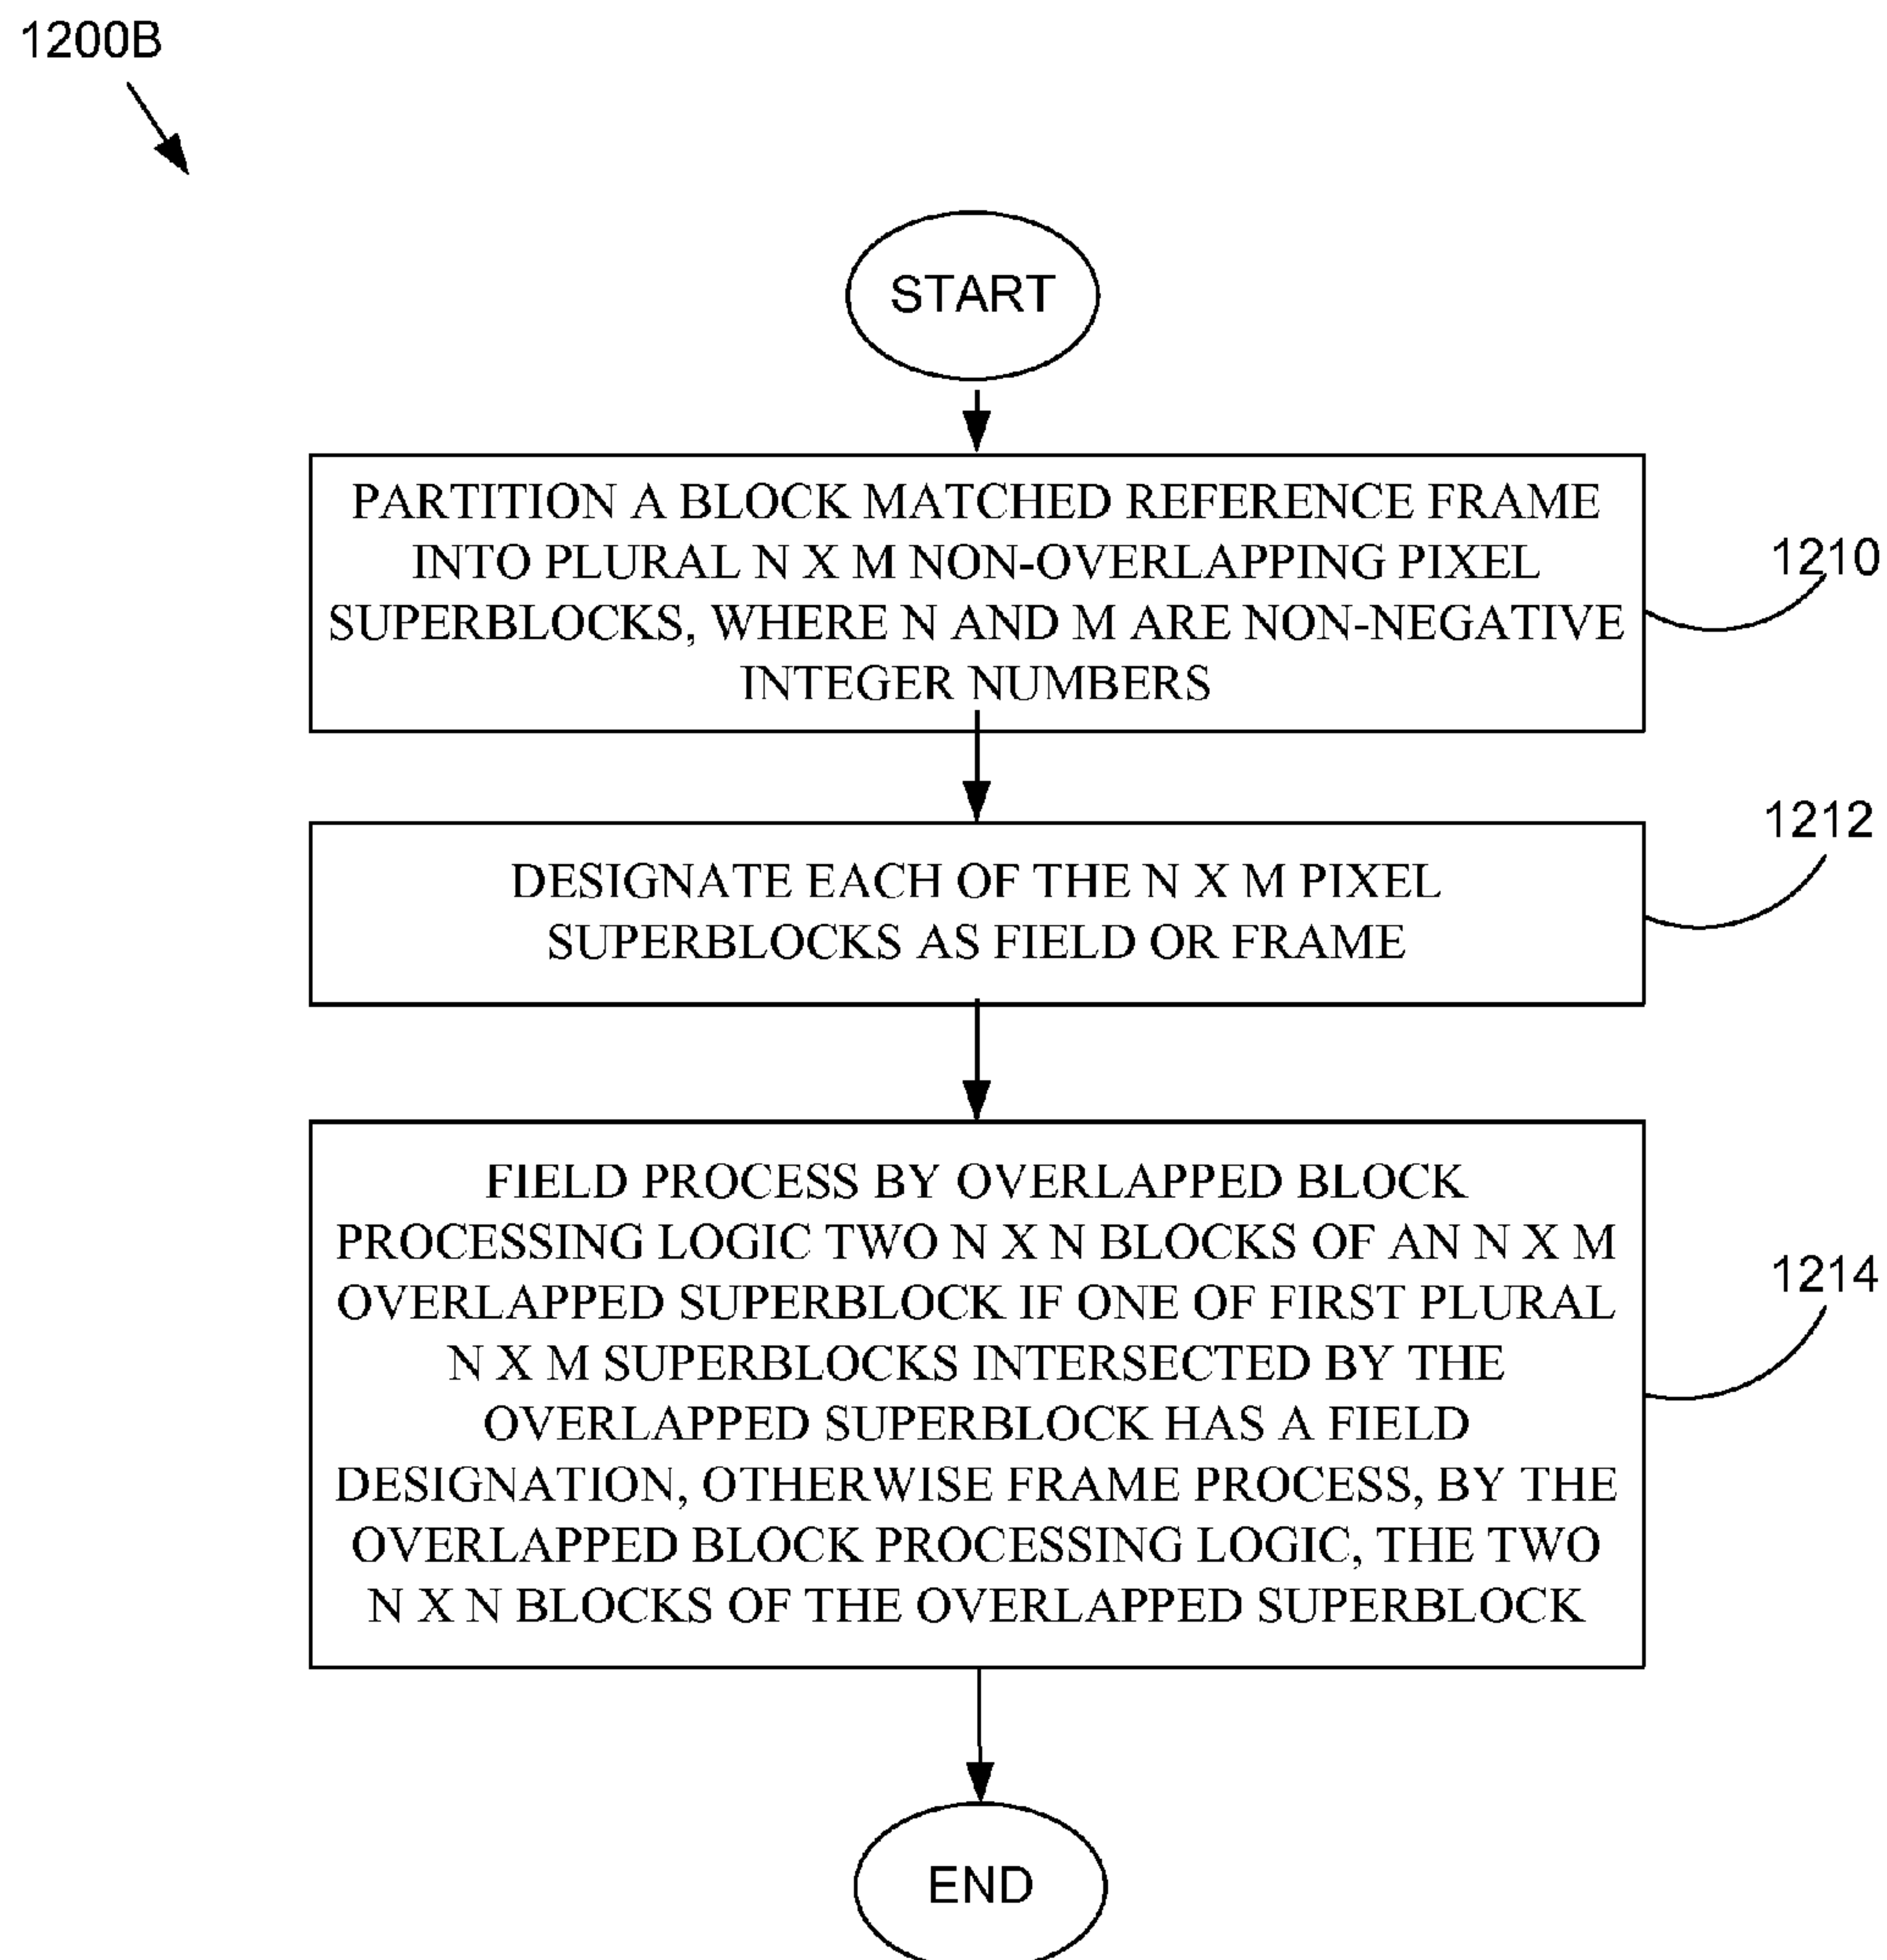 1200B
START
PARTITION A BLOCK MATCHED REFERENCE FRAME
INTO PLURAL N X M NON-OVERLAPPING PIXEL
SUPERBLOCKS, WHERE N AND M ARE NON-NEGATIVE
INTEGER NUMBERS
1210
DESIGNATE EACH OF THE N X M PIXEL
SUPERBLOCKS AS FIELD OR FRAME
1212
FIELD PROCESS BY OVERLAPPED BLOCK
PROCESSING LOGIC TWO N X N BLOCKS OF AN N X M
OVERLAPPED SUPERBLOCK IF ONE OF FIRST PLURAL
N X M SUPERBLOCKS INTERSECTED BY THE
OVERLAPPED SUPERBLOCK HAS A FIELD
DESIGNATION, OTHERWISE FRAME PROCESS, BY THE
OVERLAPPED BLOCK PROCESSING LOGIC, THE TWO
N X N BLOCKS OF THE OVERLAPPED SUPERBLOCK
1214
END